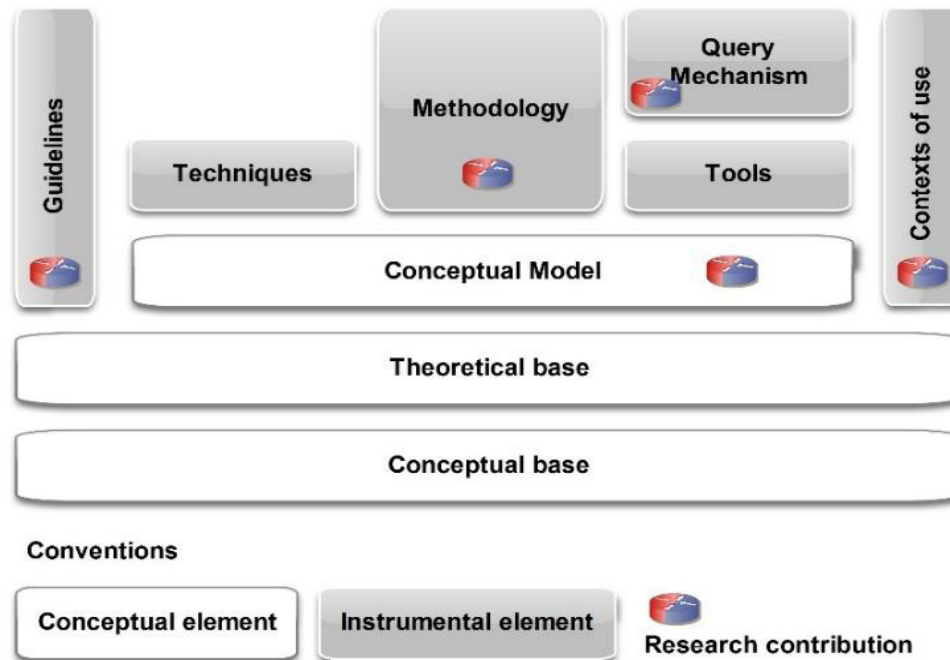 Guidelines
Techniques
Methodology
Query
Mechanism
Tools
Contexts of use
Conceptual Model
Theoretical base
Conceptual base
Conventions
Conceptual element
Instrumental element
Research contribution